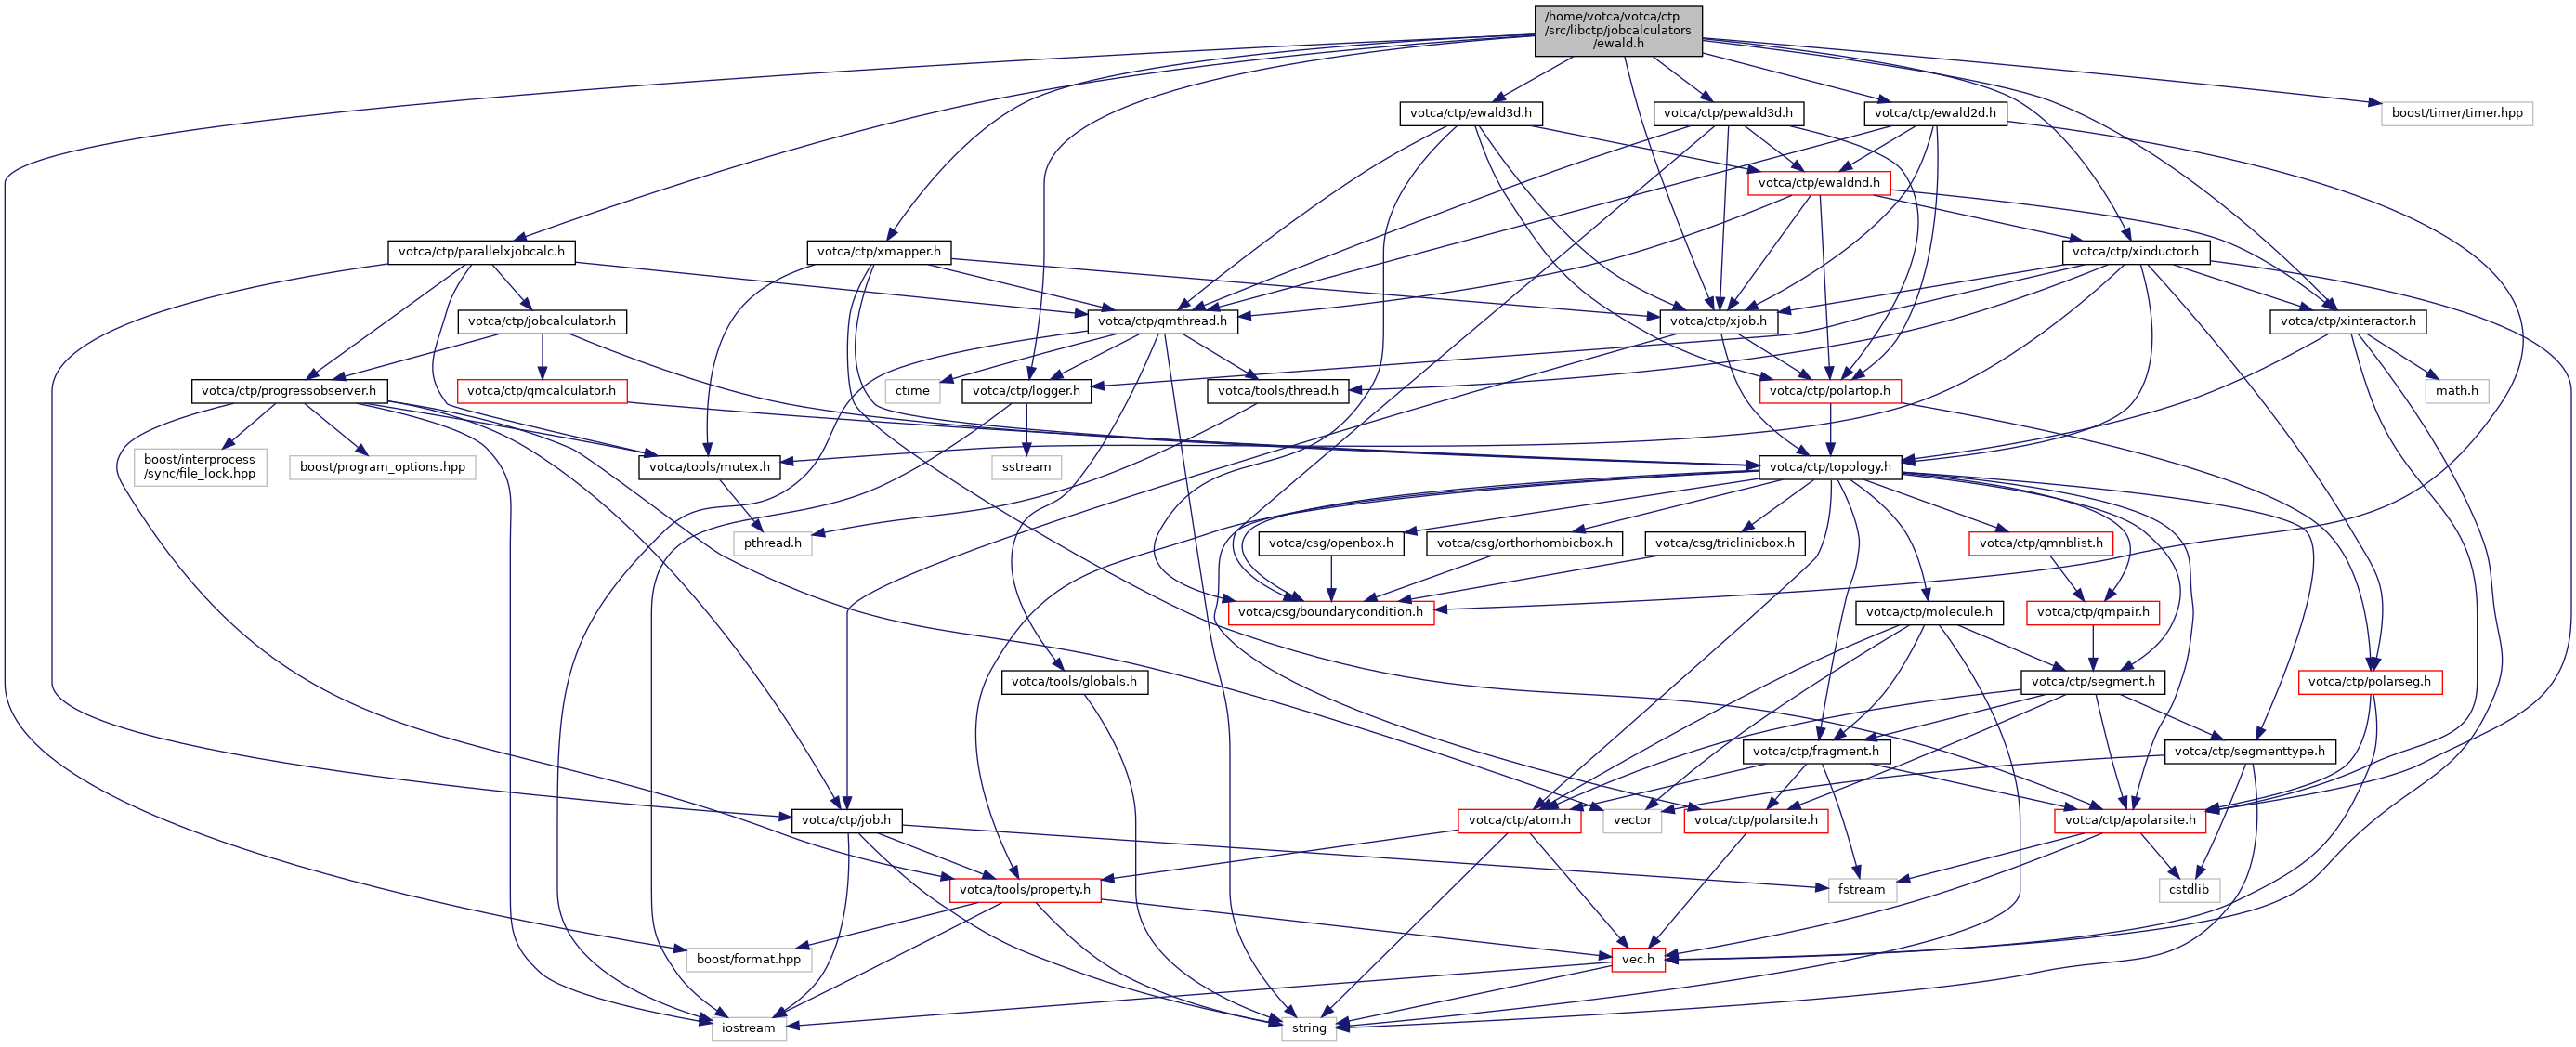 /home/votca/votca/ctp
/src/libctp/jobcalculators
/ewald.h
votca/ctp/ewald3d.h
votca/ctp/pewald3d.h
votca/ctp/ewald2d.h
boost/timer/timer.hpp
votca/ctp/ewaldnd.h
votca/ctp/parallelxjobcalc.h
votca/ctp/xmapper.h
votca/ctp/xinductor.h
votca/ctp/jobcalculator.h
votca/ctp/qmthread.h
votca/ctp/xjob.h
votca/ctp/xinteractor.h
votca/ctp/progressobserver.h
votca/ctp/qmcalculator.h
ctime
votca/ctp/logger.h
votca/tools/thread.h
votca/ctp/polartop.h
math.h
boost/interprocess
/sync/file_lock.hpp
boost/program_options.hpp
votca/tools/mutex.h
sstream
votca/ctp/topology.h
pthread.h
votca/csg/openbox.h
votca/csg/orthorhombicbox.h
votca/csg/triclinicbox.h
votca/ctp/qmnblist.h
votca/csg/boundarycondition.h
votca/ctp/molecule.h
votca/ctp/qmpair.h
votca/tools/globals.h
votca/ctp/segment.h
votca/ctp/polarseg.h
votca/ctp/fragment.h
votca/ctp/segmenttype.h
votca/ctp/job.h
votca/ctp/atom.h
vector
votca/ctp/polarsite.h
votca/ctp/apolarsite.h
votca/tools/property.h
fstream
cstdlib
boost/format.hpp
vec.h
iostream
string